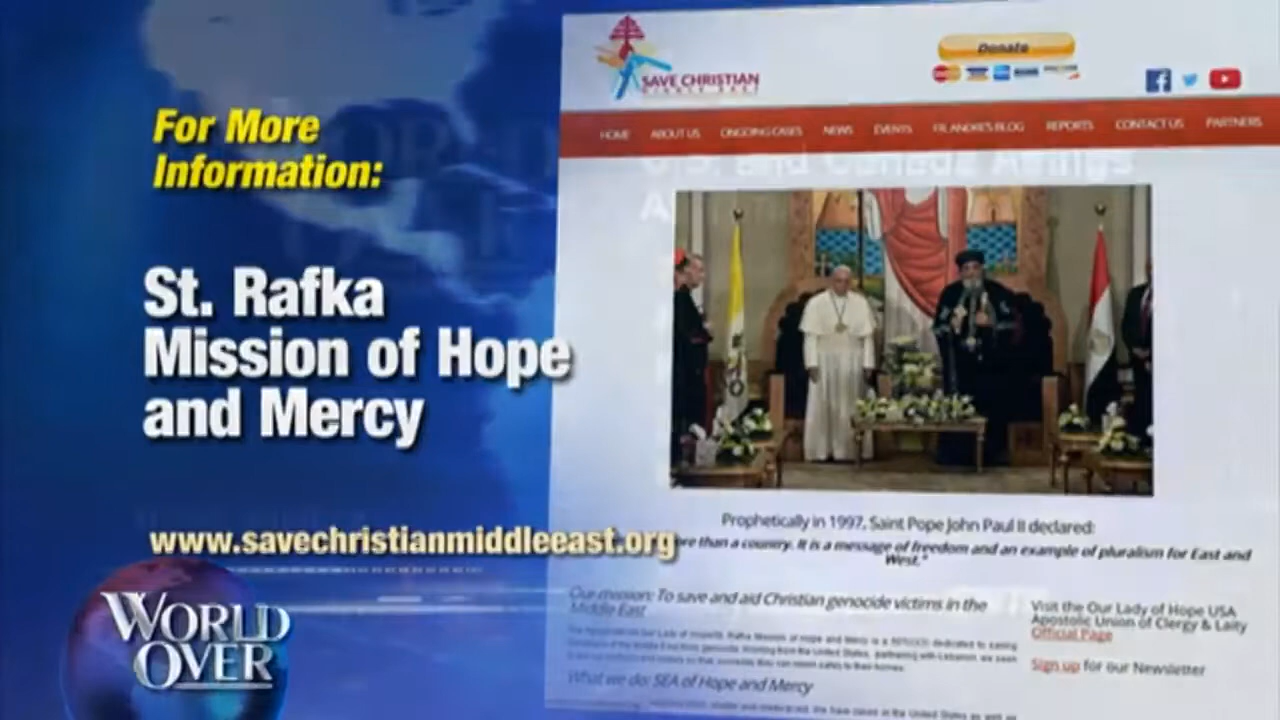 For More
Information:
St. Rafka
Mission of Hope
and Mercy
www.savechristianmiddleeast.org
WORLD
OVER
SAVE CHRISTIAN
MIDDLE EAST
Donate
HOME ABOUT US ONGOING CASES NEWS EVENTS FR. ANDRE'S BLOG REPORTS CONTACT US PARTNERS
U.S. and Canada Airings
Prophetically in 1997, Saint Pope John Paul II declared:
than a country. It is a message of freedom and an example of pluralism for East and
West."
Our mission: To save and aid Christian genocide victims in the
Middle East
What we do: SEA of Hope and Mercy
Visit the Our Lady of Hope USA
Apostolic Union of Clergy & Laity
Official Page
Sign up for our Newsletter